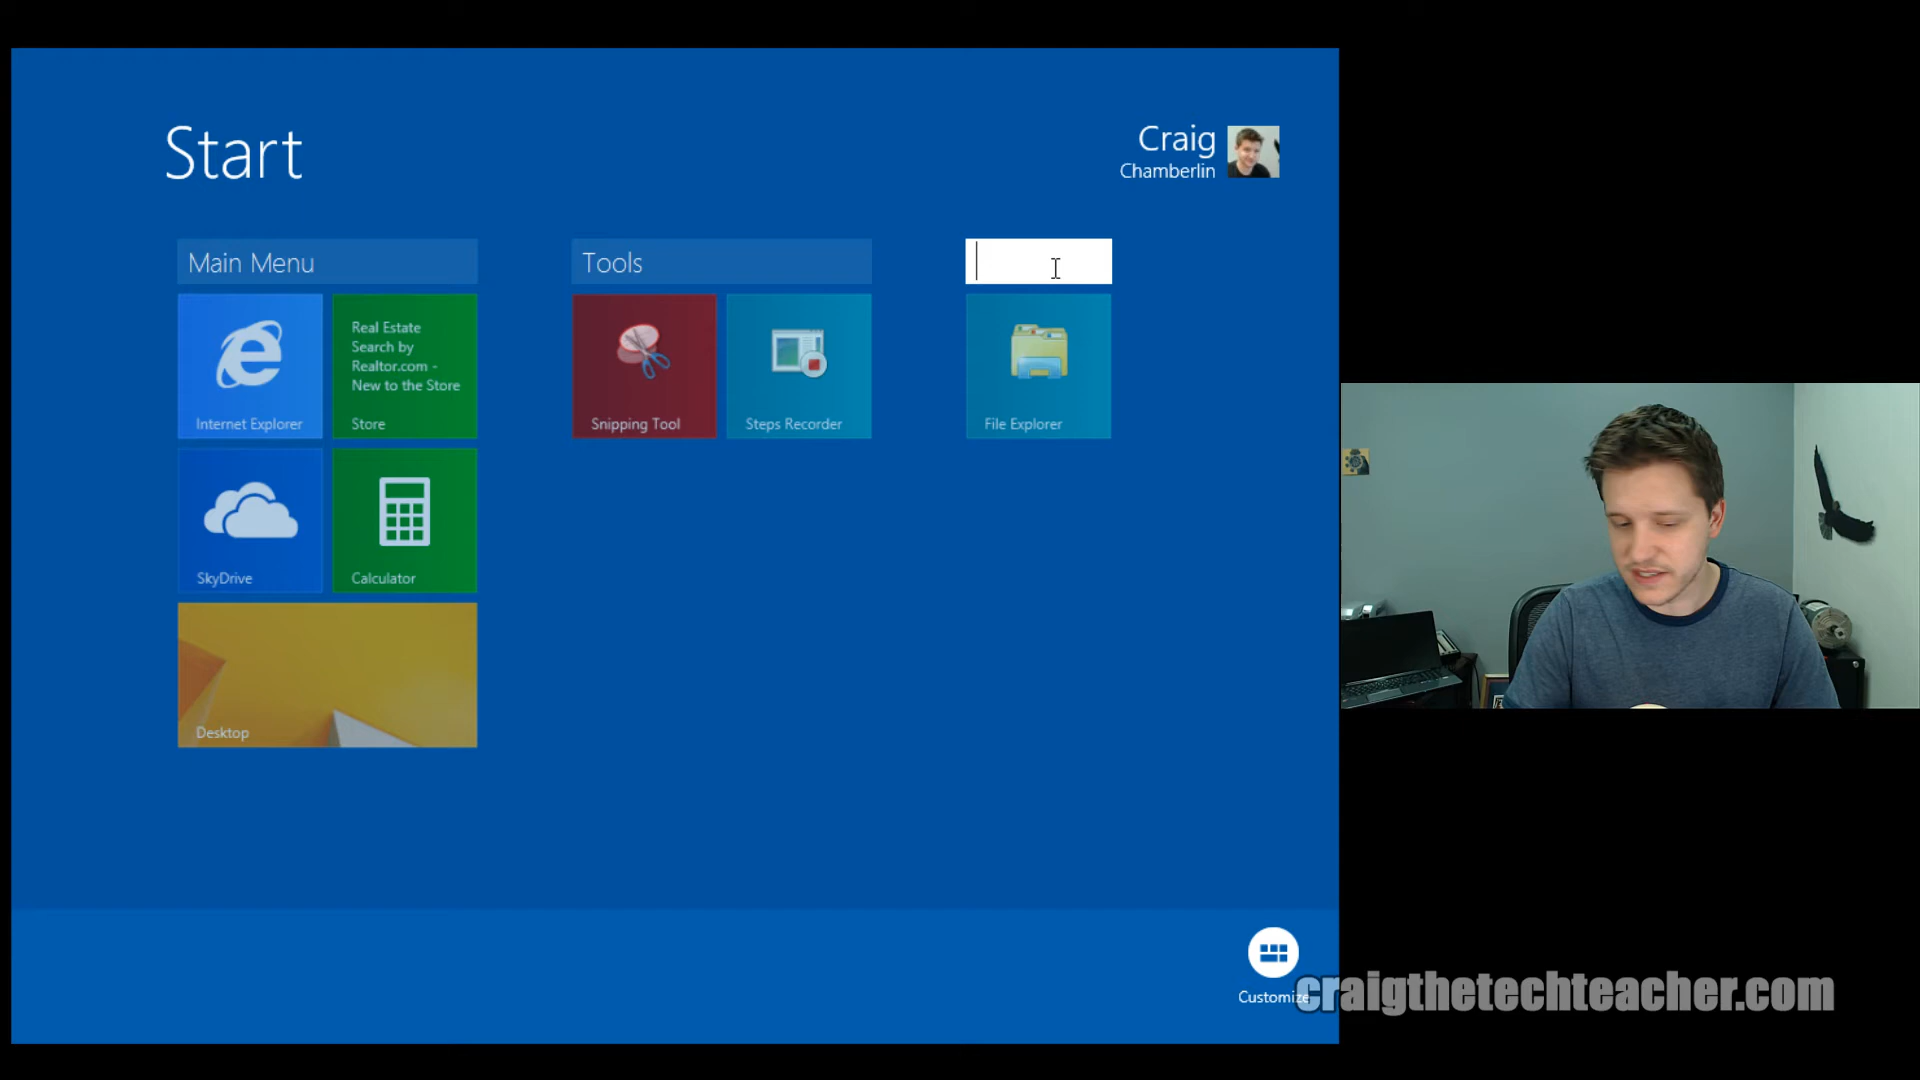 Start
Craig
Chamberlin
Main Menu
Tools
Internet Explorer
Real Estate
Search by
Realtor.com -
New to the Store
Store
Snipping Tool
Steps Recorder
File Explorer
SkyDrive
Calculator
Desktop
Customize
craigthetechteacher.com